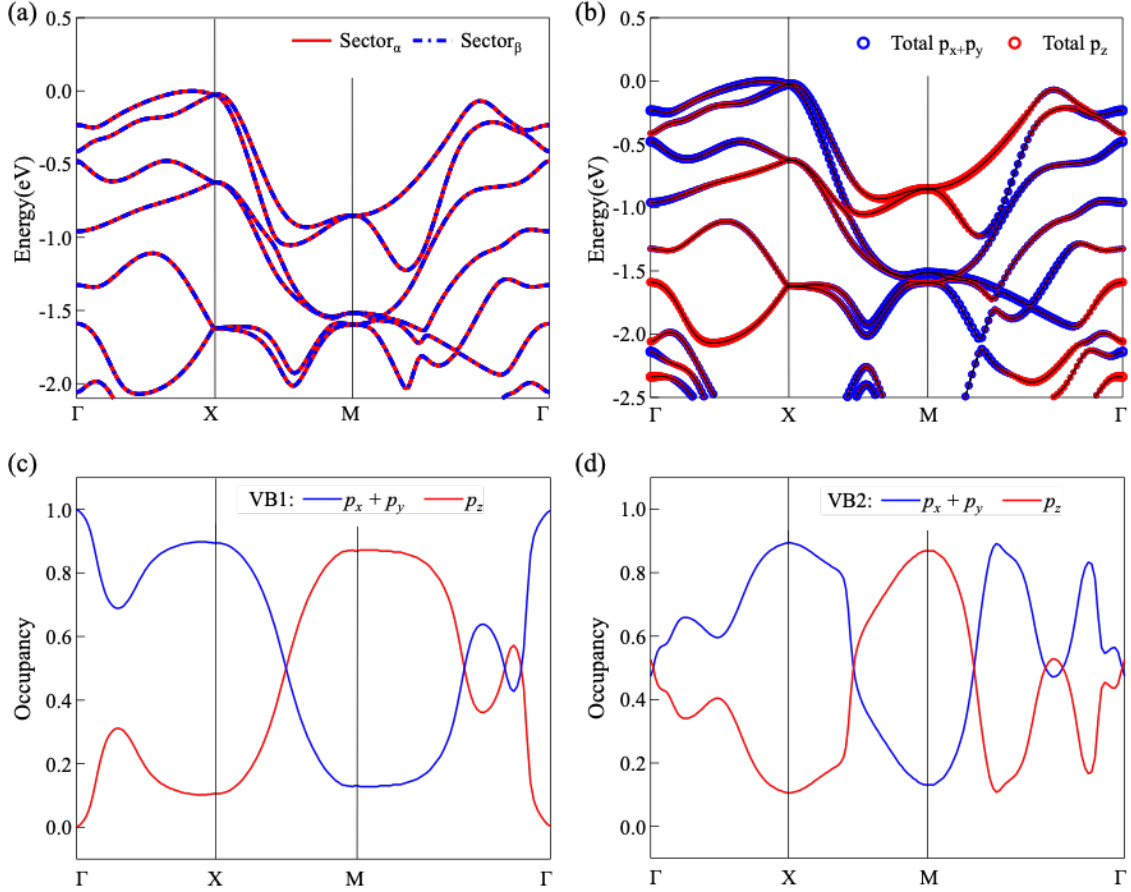 (a)
Sector_α Sector_β
Energy(eV)
0.5
0.0
-0.5
-1.0
-1.5
-2.0
Γ X M Γ
(b)
Total p_x+p_y Total p_z
Energy(eV)
0.5
0.0
-0.5
-1.0
-1.5
-2.0
-2.5
Γ X M Γ
(c)
VB1: p_x + p_y p_z
Occupancy
1.0
0.8
0.6
0.4
0.2
0.0
Γ X M Γ
(d)
VB2: p_x + p_y p_z
Occupancy
1.0
0.8
0.6
0.4
0.2
0.0
Γ X M Γ